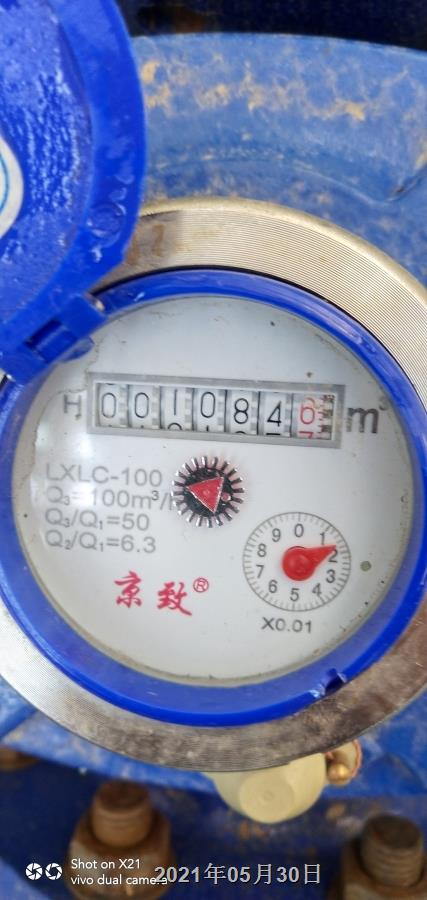 H 0010846 m³
LXLC-100
Q₃=100m³/
Q₃/Q₁=50
Q₂/Q₁=6.3
京致®
0 1 2 3 4 5 6 7 8 9
X0.01
Shot on X21
vivo dual camera
2021年05月30日